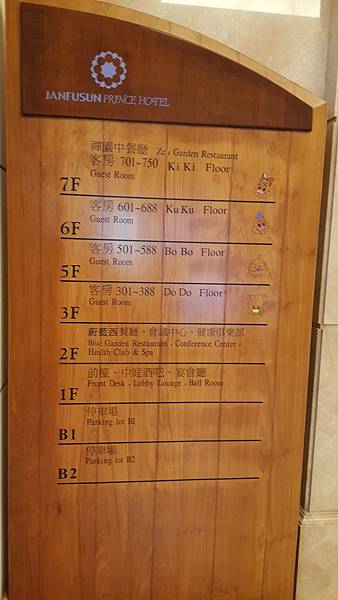 JANFUSUN PRINCE HOTEL
禪園中餐廳 Zen Garden Restaurant
客房 701~750 Ki Ki Floor
7F Guest Room
客房 601~688 Ku Ku Floor
6F Guest Room
客房 501~588 Bo Bo Floor
5F Guest Room
客房 301~388 Do Do Floor
3F Guest Room
蔚藍西餐廳、會議中心、健康俱樂部
Blue Garden Restaurant . Conference Center .
2F Health Club & Spa
前檯、中庭酒吧、宴會廳
1F Front Desk . Lobby Lounge . Ball Room
停車場
B1 Parking lot B1
停車場
B2 Parking lot B2